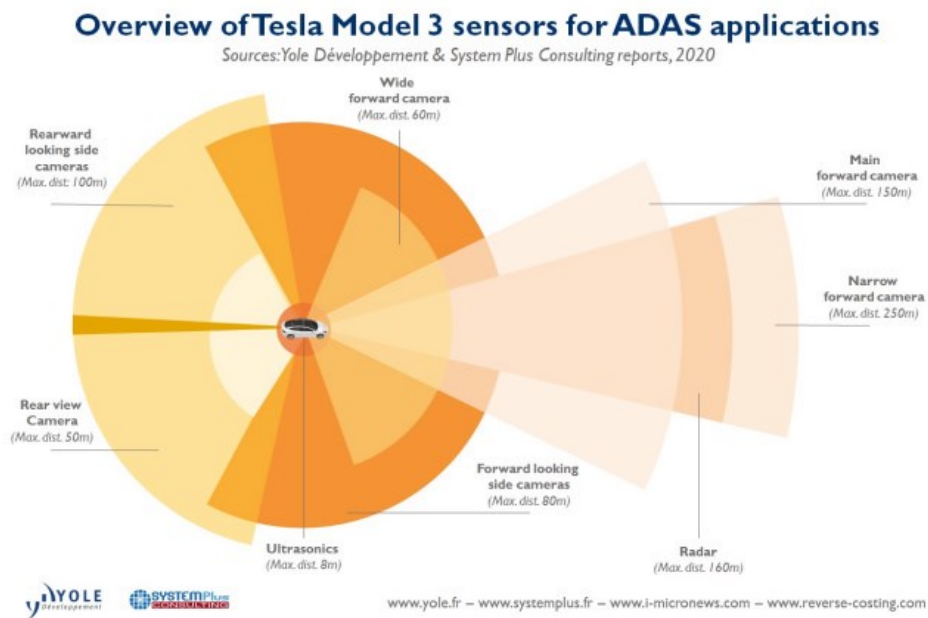 Overview of Tesla Model 3 sensors for ADAS applications
Sources: Yole Développement & System Plus Consulting reports, 2020
Wide
forward camera
(Max. dist. 60m)
Rearward
looking side
cameras
(Max. dist: 100m)
Main
forward camera
(Max. dist. 150m)
Narrow
forward camera
(Max. dist. 250m)
Rear view
Camera
(Max. dist. 50m)
Forward looking
side cameras
(Max. dist. 80m)
Ultrasonics
(Max. dist. 8m)
Radar
(Max. dist. 160m)
YOLE
Développement
SYSTEMPlus
CONSULTING
www.yole.fr – www.systemplus.fr – www.i-micronews.com – www.reverse-costing.com